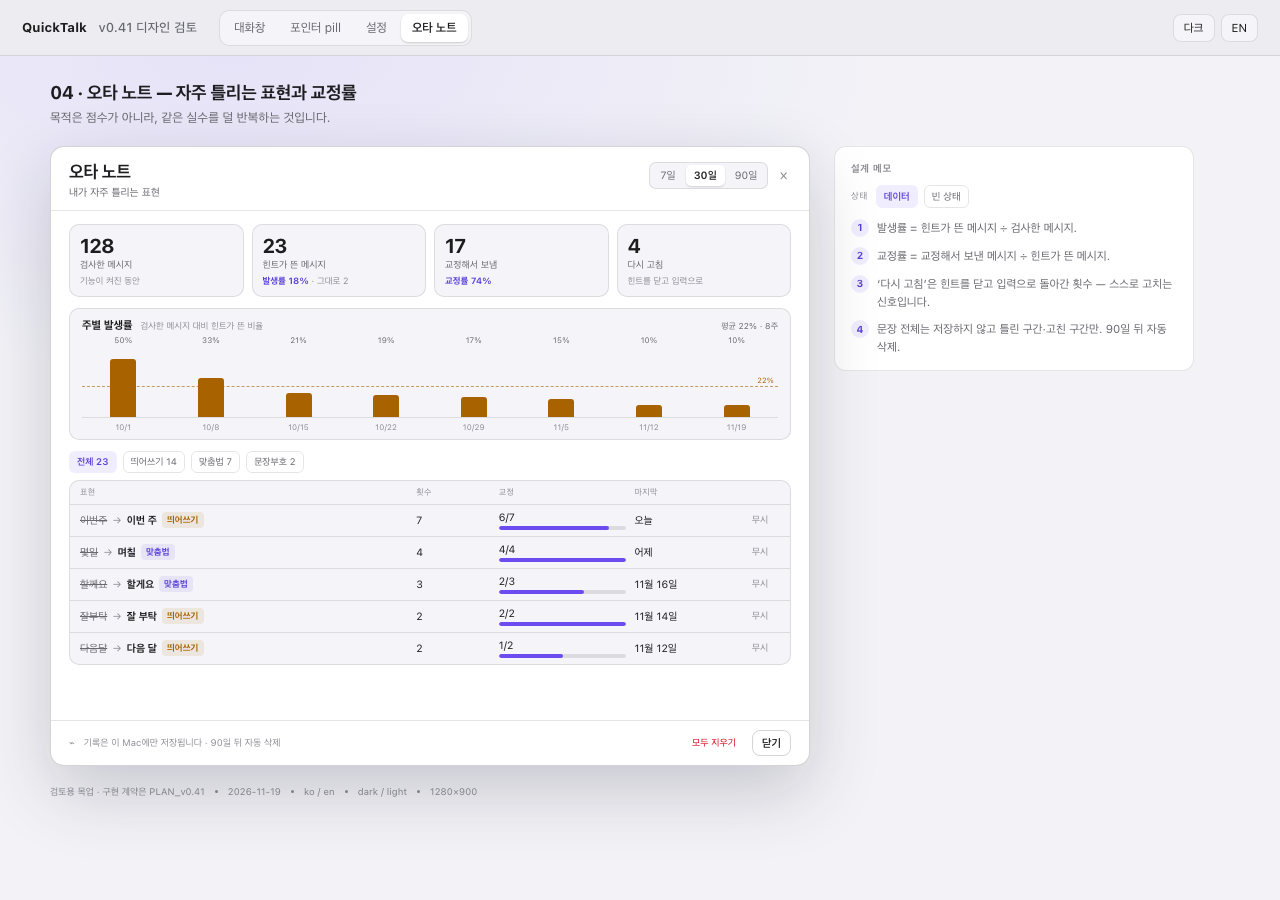 QuickTalk v0.41 디자인 검토 대화창 포인터 pill 설정 오타 노트 다크 EN
04 · 오타 노트 — 자주 틀리는 표현과 교정률
목적은 점수가 아니라, 같은 실수를 덜 반복하는 것입니다.
오타 노트
내가 자주 틀리는 표현
7일 30일 90일 ×
128
검사한 메시지
기능이 켜진 동안
23
힌트가 뜬 메시지
발생률 18% · 그대로 2
17
교정해서 보냄
교정률 74%
4
다시 고침
힌트를 닫고 입력으로
주별 발생률 검사한 메시지 대비 힌트가 뜬 비율 평균 22% · 8주
50% 33% 21% 19% 17% 15% 10% 10%
22%
10/1 10/8 10/15 10/22 10/29 11/5 11/12 11/19
전체 23 띄어쓰기 14 맞춤법 7 문장부호 2
표현 횟수 교정 마지막
이번주 → 이번 주 띄어쓰기 7 6/7 오늘 무시
몇일 → 며칠 맞춤법 4 4/4 어제 무시
할께요 → 할게요 맞춤법 3 2/3 11월 16일 무시
잘부탁 → 잘 부탁 띄어쓰기 2 2/2 11월 14일 무시
다음달 → 다음 달 띄어쓰기 2 1/2 11월 12일 무시
기록은 이 Mac에만 저장됩니다 · 90일 뒤 자동 삭제 모두 지우기 닫기
설계 메모
상태 데이터 빈 상태
1 발생률 = 힌트가 뜬 메시지 ÷ 검사한 메시지.
2 교정률 = 교정해서 보낸 메시지 ÷ 힌트가 뜬 메시지.
3 ‘다시 고침’은 힌트를 닫고 입력으로 돌아간 횟수 — 스스로 고치는
신호입니다.
4 문장 전체는 저장하지 않고 틀린 구간·고친 구간만. 90일 뒤 자동
삭제.
검토용 목업 · 구현 계약은 PLAN_v0.41 • 2026-11-19 • ko / en • dark / light • 1280×900